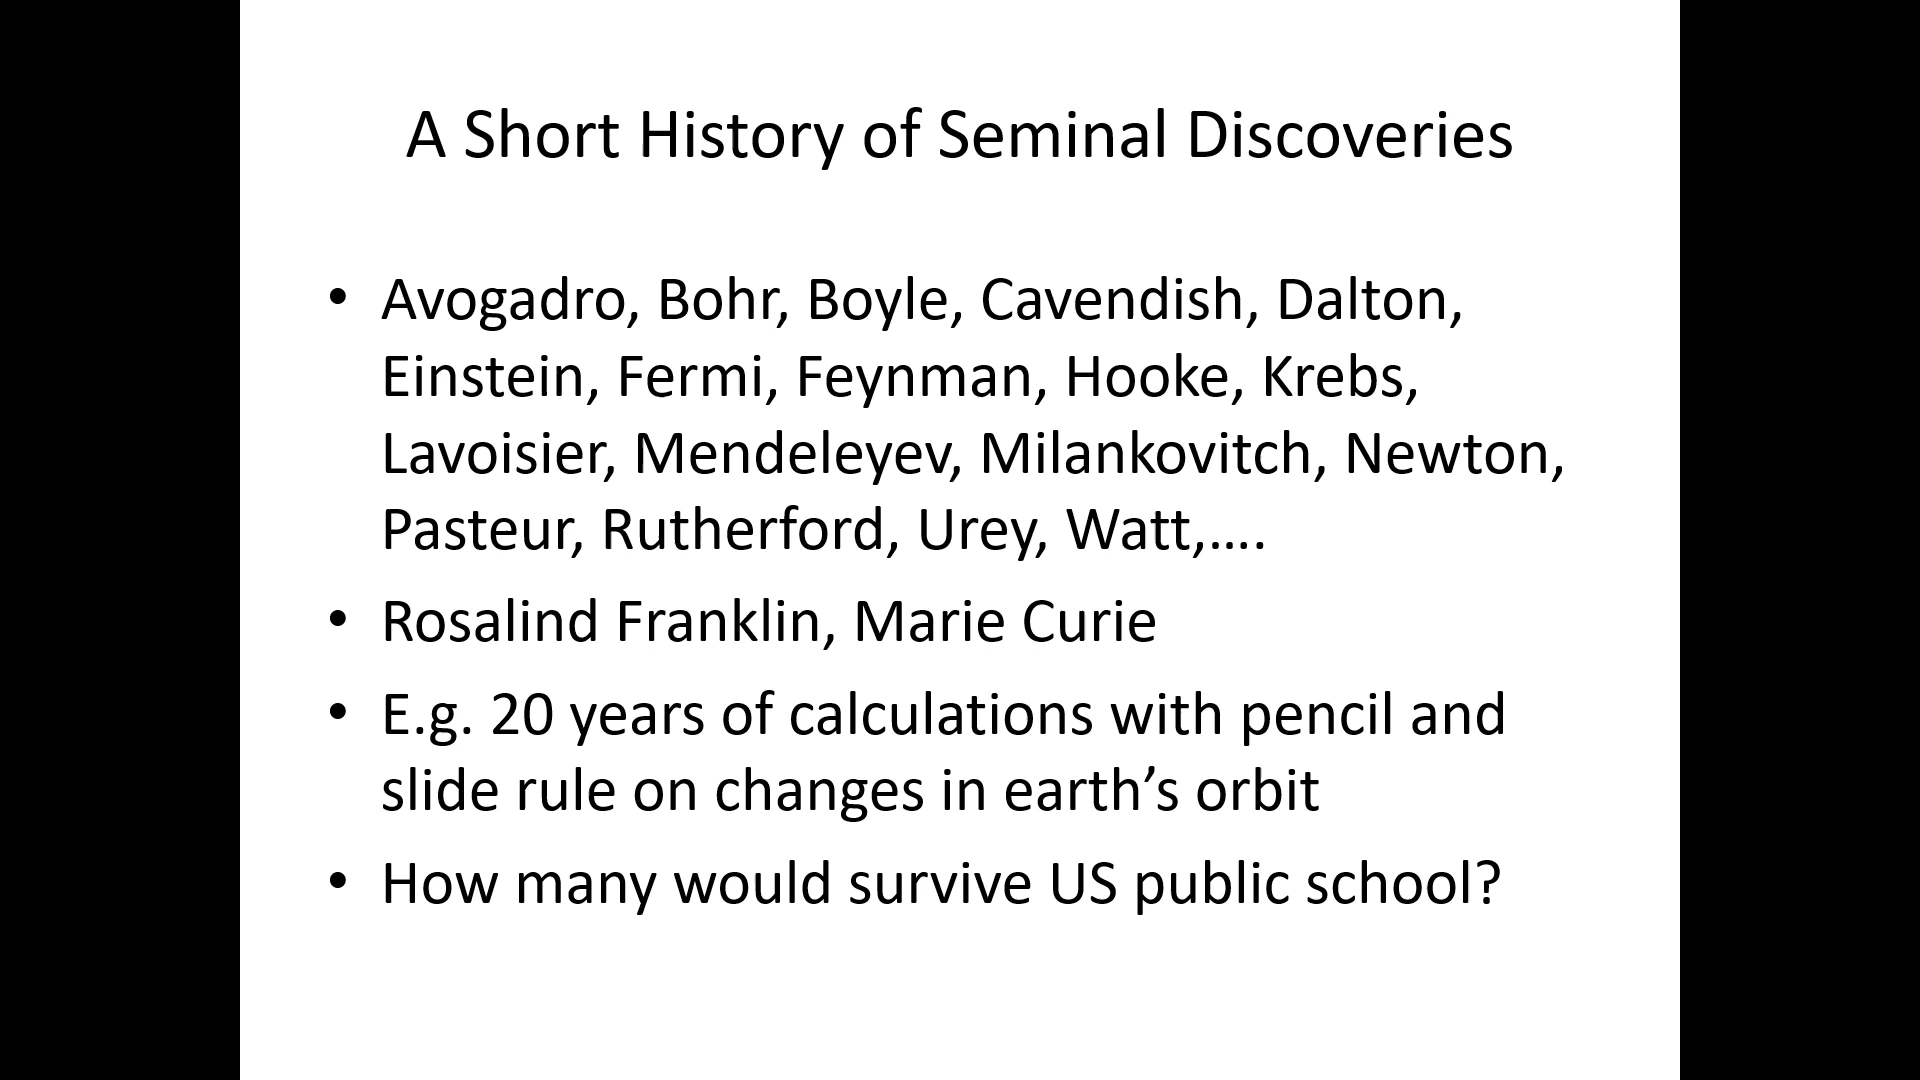 A Short History of Seminal Discoveries
• Avogadro, Bohr, Boyle, Cavendish, Dalton,
Einstein, Fermi, Feynman, Hooke, Krebs,
Lavoisier, Mendeleyev, Milankovitch, Newton,
Pasteur, Rutherford, Urey, Watt,….
• Rosalind Franklin, Marie Curie
• E.g. 20 years of calculations with pencil and
slide rule on changes in earth’s orbit
• How many would survive US public school?